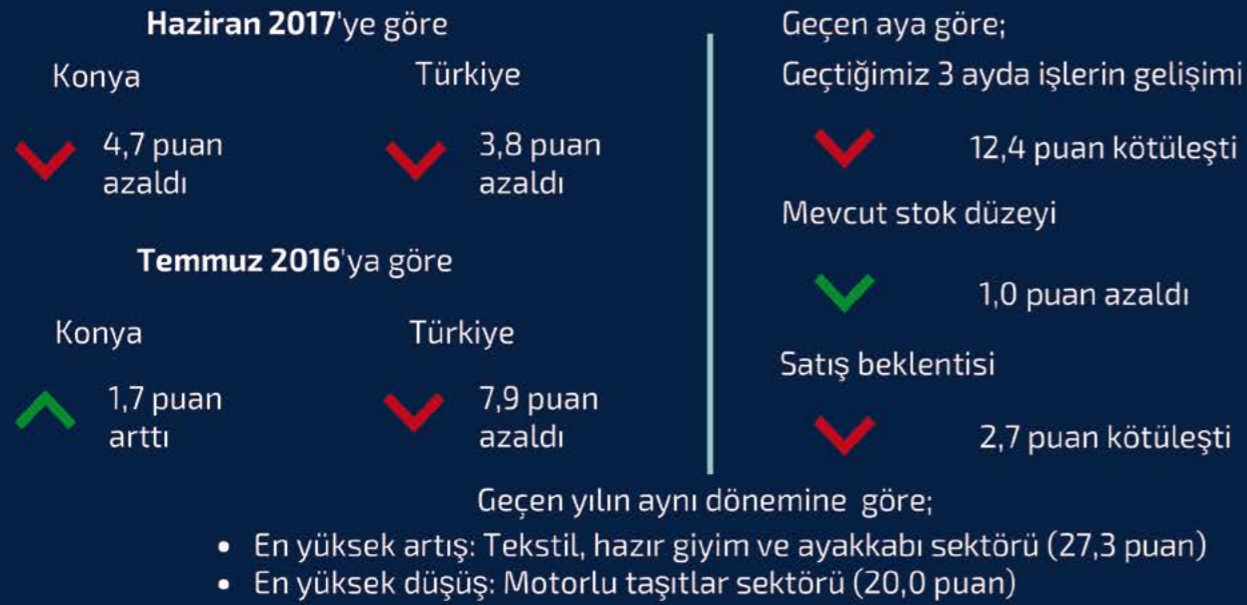 Haziran 2017'ye göre
Konya
Türkiye
4,7 puan
azaldı
3,8 puan
azaldı
Temmuz 2016'ya göre
Konya
Türkiye
1,7 puan
arttı
7,9 puan
azaldı
Geçen aya göre;
Geçtiğimiz 3 ayda işlerin gelişimi
12,4 puan kötüleşti
Mevcut stok düzeyi
1,0 puan azaldı
Satış beklentisi
2,7 puan kötüleşti
Geçen yılın aynı dönemine göre;
• En yüksek artış: Tekstil, hazır giyim ve ayakkabı sektörü (27,3 puan)
• En yüksek düşüş: Motorlu taşıtlar sektörü (20,0 puan)